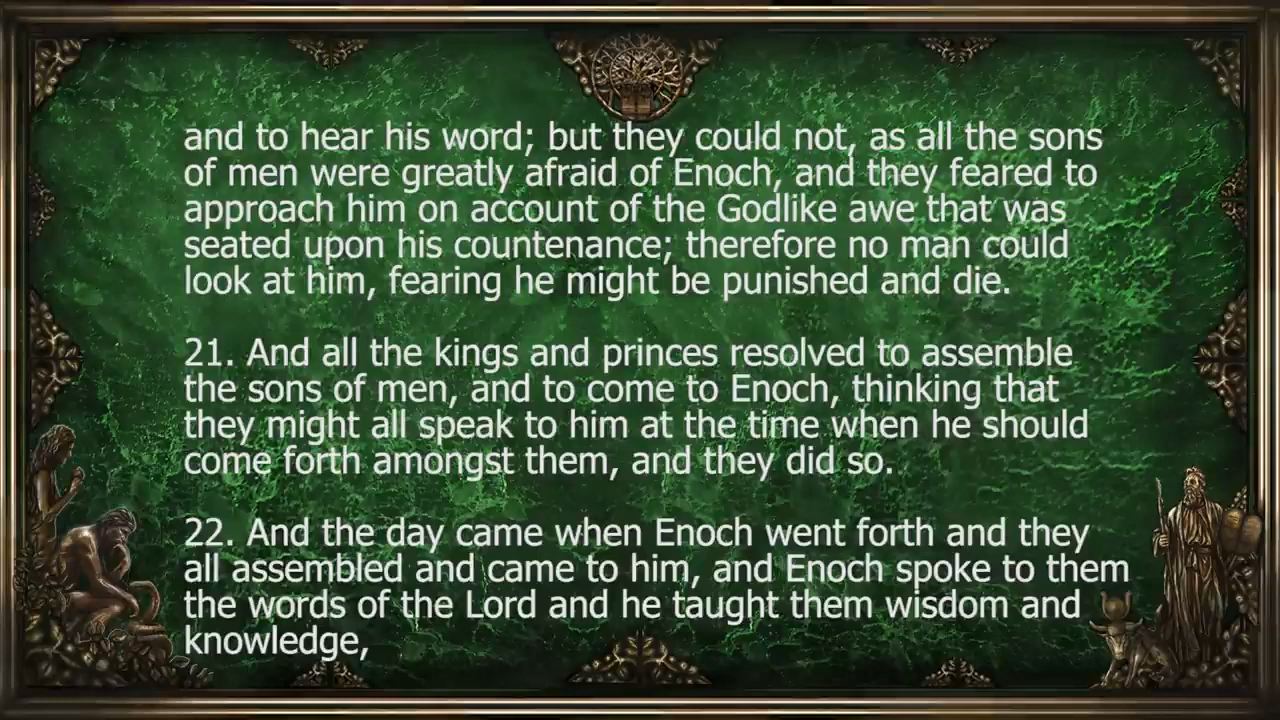 and to hear his word; but they could not, as all the sons
of men were greatly afraid of Enoch, and they feared to
approach him on account of the Godlike awe that was
seated upon his countenance; therefore no man could
look at him, fearing he might be punished and die.
21. And all the kings and princes resolved to assemble
the sons of men, and to come to Enoch, thinking that
they might all speak to him at the time when he should
come forth amongst them, and they did so.
22. And the day came when Enoch went forth and they
all assembled and came to him, and Enoch spoke to them
the words of the Lord and he taught them wisdom and
knowledge,